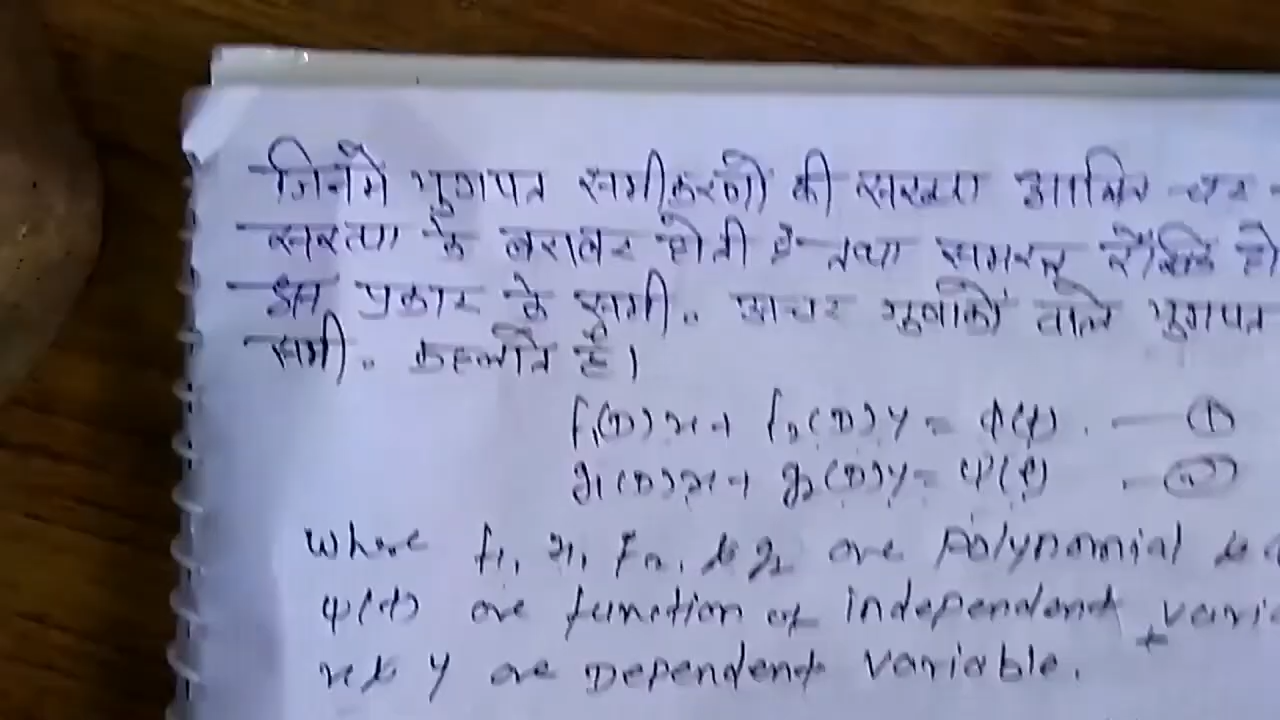 जिनमे युगपत समीकरणों की संख्या आश्रित चर
संख्या के बराबर होती है तथा समस्त रैखिक हो
इस प्रकार के समी. अचर गुणांकों वाले युगपत
समी. कहलाते है।
f₁(D)x + f₂(D)y = φ(t). — ①
g₁(D)x + g₂(D)y = ψ(t) — ②
Where f₁, g₁, f₂, & g₂ are polynomial &
ψ(t) are function of independent
x & y are Dependent variable.